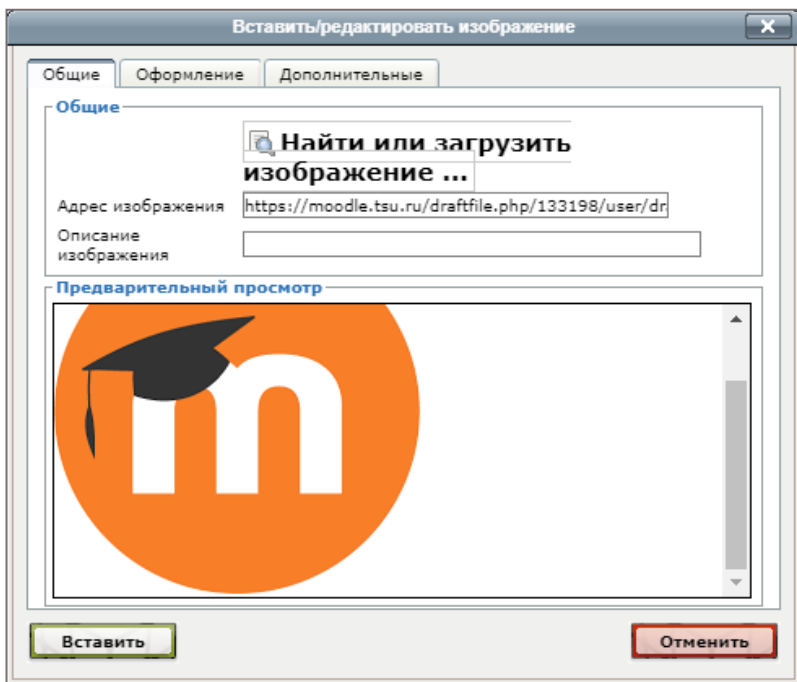 Вставить/редактировать изображение
Общие Оформление Дополнительные
Общие
Найти или загрузить
изображение ...
Адрес изображения https://moodle.tsu.ru/draftfile.php/133198/user/dr
Описание
изображения
Предварительный просмотр
m
Вставить Отменить